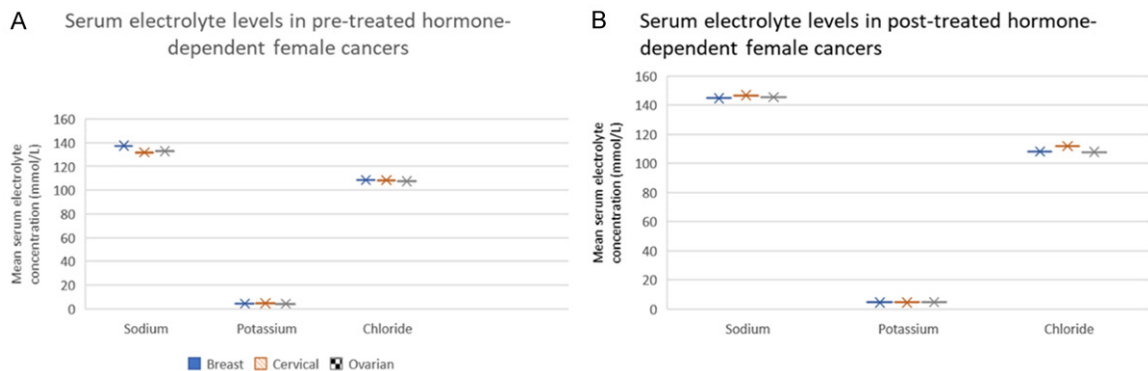 A
Serum electrolyte levels in pre-treated hormone-
dependent female cancers
Mean serum electrolyte
concentration (mmol/L)
160
140
120
100
80
60
40
20
0
Sodium Potassium Chloride
Breast Cervical Ovarian
B
Serum electrolyte levels in post-treated hormone-
dependent female cancers
Mean serum electrolyte
concentration (mmol/L)
160
140
120
100
80
60
40
20
0
Sodium Potassium Chloride